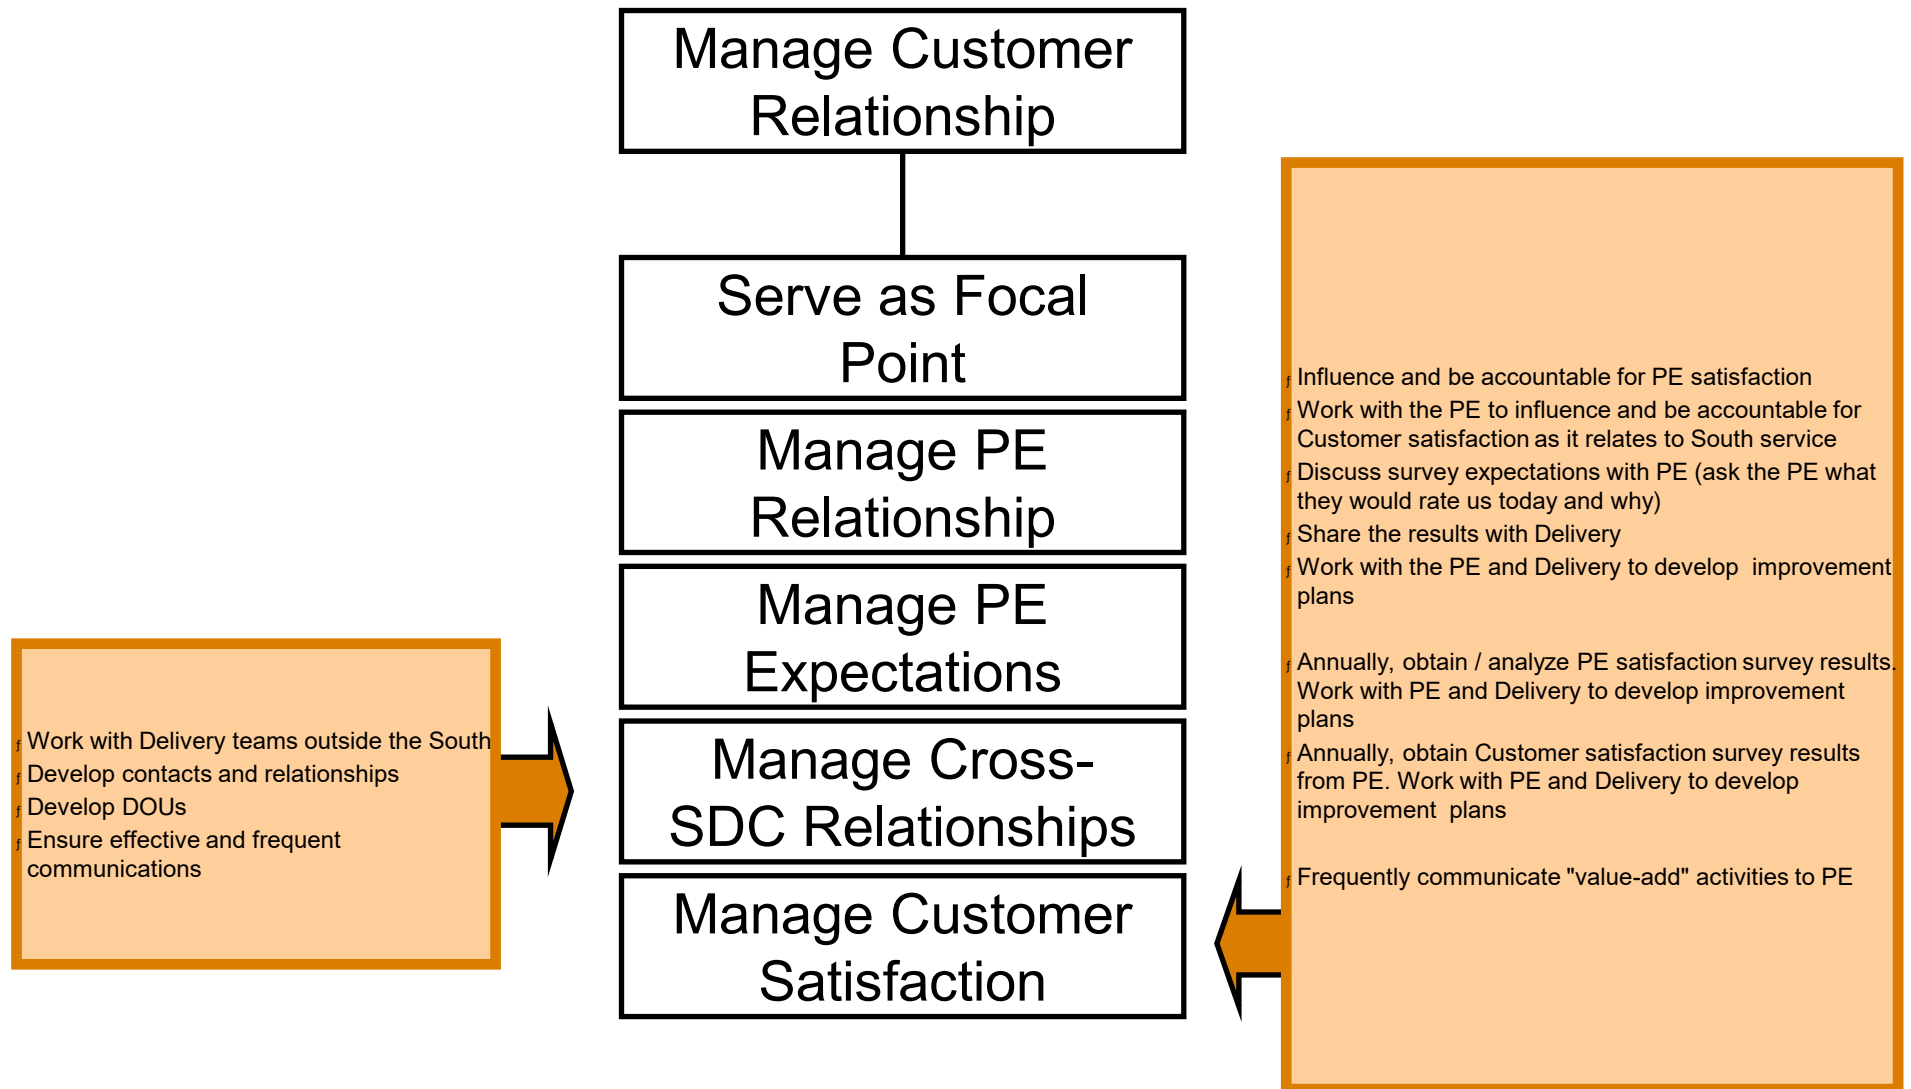 Manage Customer
Relationship
Serve as Focal
Point
Manage PE
Relationship
Manage PE
Expectations
Manage Cross-
SDC Relationships
Manage Customer
Satisfaction
ƒ Work with Delivery teams outside the South
ƒ Develop contacts and relationships
ƒ Develop DOUs
ƒ Ensure effective and frequent
communications
ƒ Influence and be accountable for PE satisfaction
ƒ Work with the PE to influence and be accountable for
Customer satisfaction as it relates to South service
ƒ Discuss survey expectations with PE (ask the PE what
they would rate us today and why)
ƒ Share the results with Delivery
ƒ Work with the PE and Delivery to develop improvement
plans
ƒ Annually, obtain / analyze PE satisfaction survey results.
Work with PE and Delivery to develop improvement
plans
ƒ Annually, obtain Customer satisfaction survey results
from PE. Work with PE and Delivery to develop
improvement plans
ƒ Frequently communicate "value-add" activities to PE